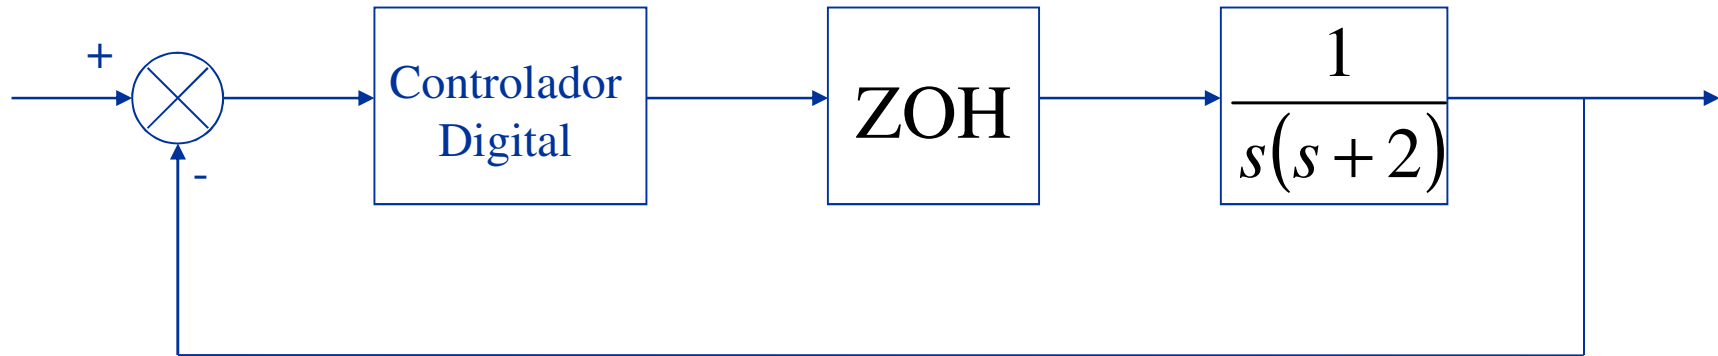 +
-
Controlador
Digital
ZOH
1
s(s + 2)